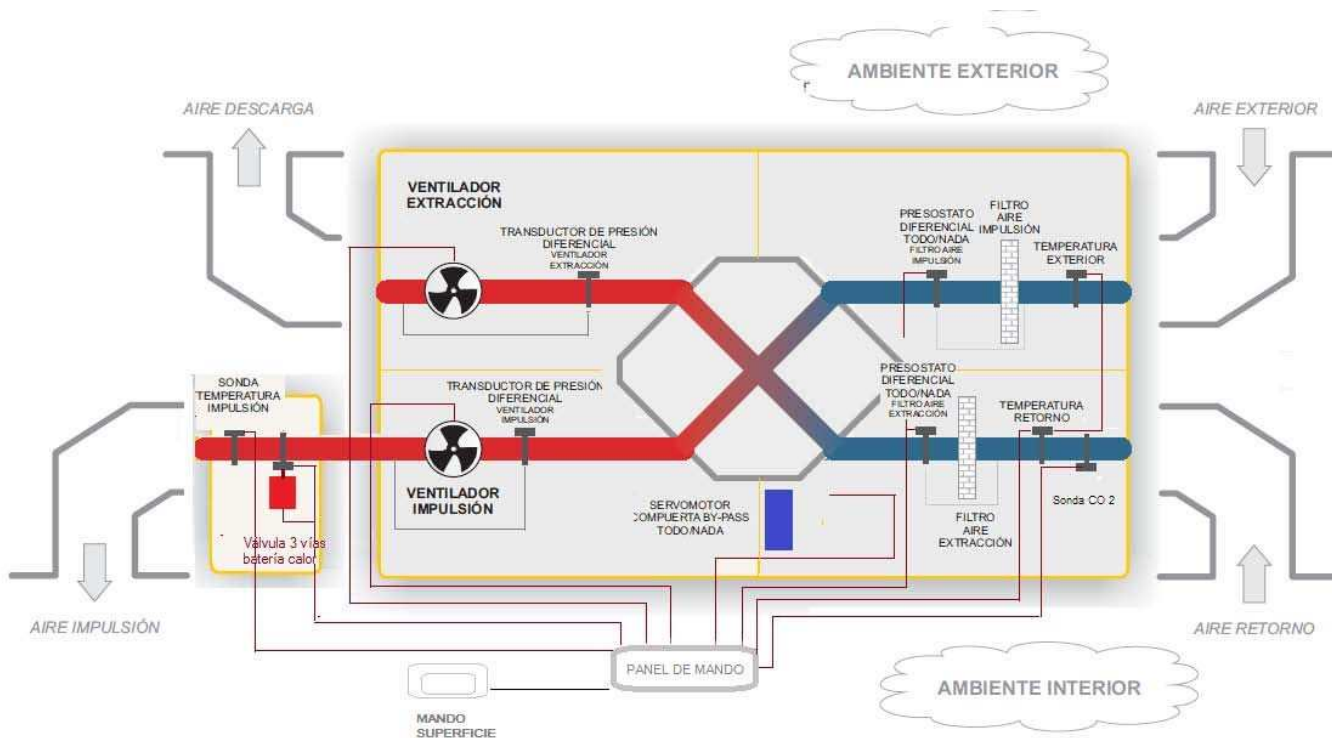 AMBIENTE EXTERIOR
AIRE DESCARGA
AIRE EXTERIOR
VENTILADOR
EXTRACCIÓN
TRANSDUCTOR DE PRESIÓN
DIFERENCIAL
VENTILADOR
EXTRACCIÓN
PRESOSTATO
DIFERENCIAL
TODO/NADA
FILTRO AIRE
IMPULSIÓN
FILTRO
AIRE
IMPULSIÓN
TEMPERATURA
EXTERIOR
SONDA
TEMPERATURA
IMPULSIÓN
TRANSDUCTOR DE PRESIÓN
DIFERENCIAL
VENTILADOR
IMPULSIÓN
PRESOSTATO
DIFERENCIAL
TODO/NADA
FILTRO AIRE
EXTRACCIÓN
TEMPERATURA
RETORNO
VENTILADOR
IMPULSIÓN
SERVOMOTOR
COMPUERTA BY-PASS
TODO/NADA
FILTRO
AIRE
EXTRACCIÓN
Sonda CO 2
Válvula 3 vías
batería calor
AIRE IMPULSIÓN
AIRE RETORNO
PANEL DE MANDO
AMBIENTE INTERIOR
MANDO
SUPERFICIE